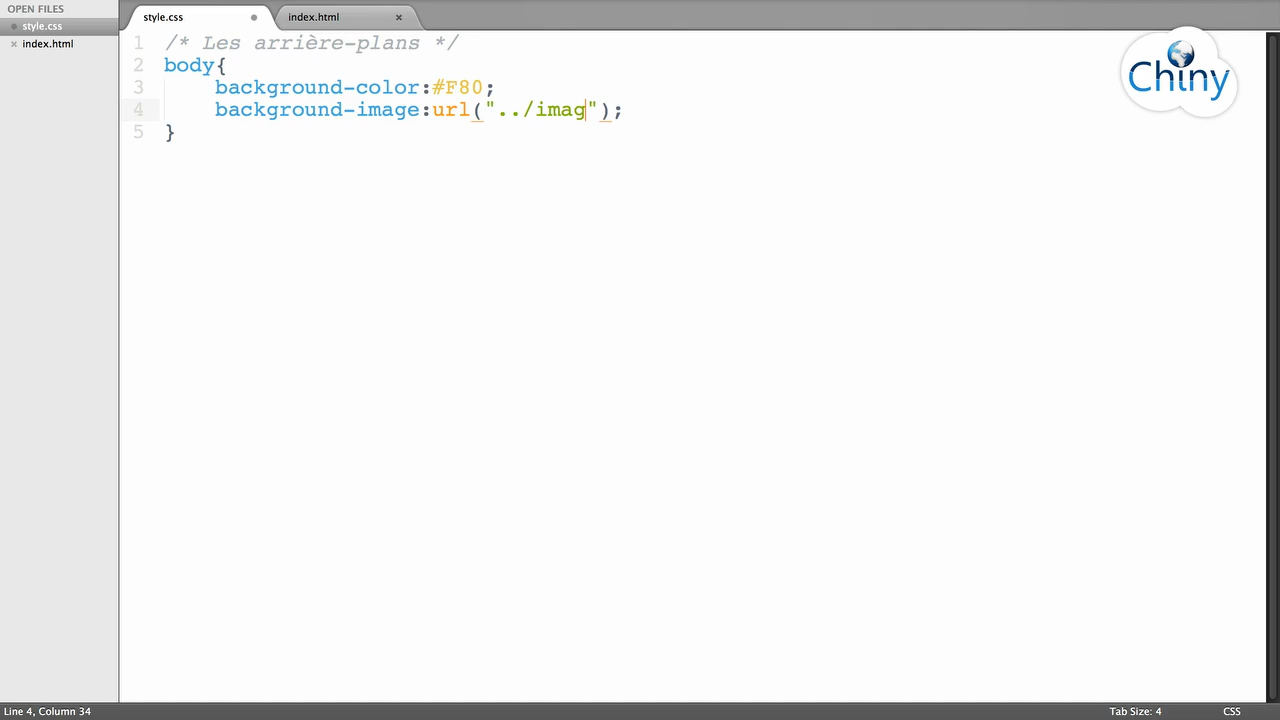 OPEN FILES
style.css
index.html
style.css
index.html
1 /* Les arrière-plans */
2 body{
3 background-color:#F80;
4 background-image:url("../imag");
5 }
Chiny
Line 4, Column 34
Tab Size: 4
CSS